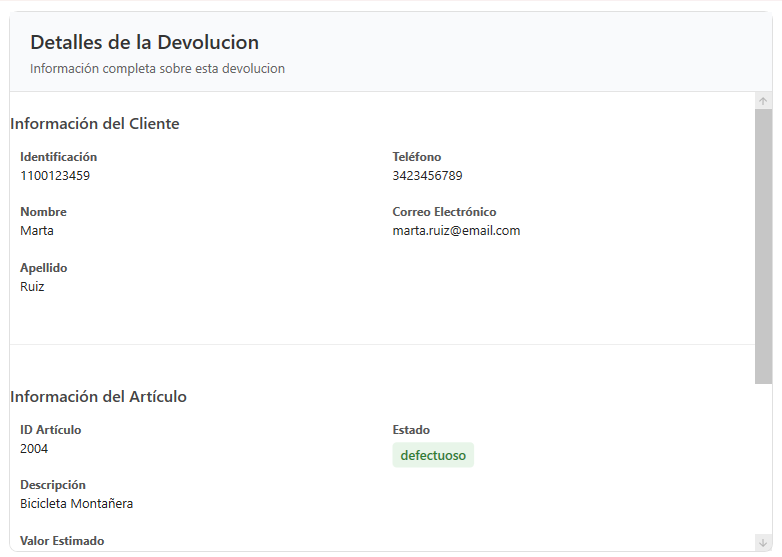 Detalles de la Devolucion
Información completa sobre esta devolucion
Información del Cliente
Identificación
1100123459
Teléfono
3423456789
Nombre
Marta
Correo Electrónico
marta.ruiz@email.com
Apellido
Ruiz
Información del Artículo
ID Artículo
2004
Estado
defectuoso
Descripción
Bicicleta Montañera
Valor Estimado